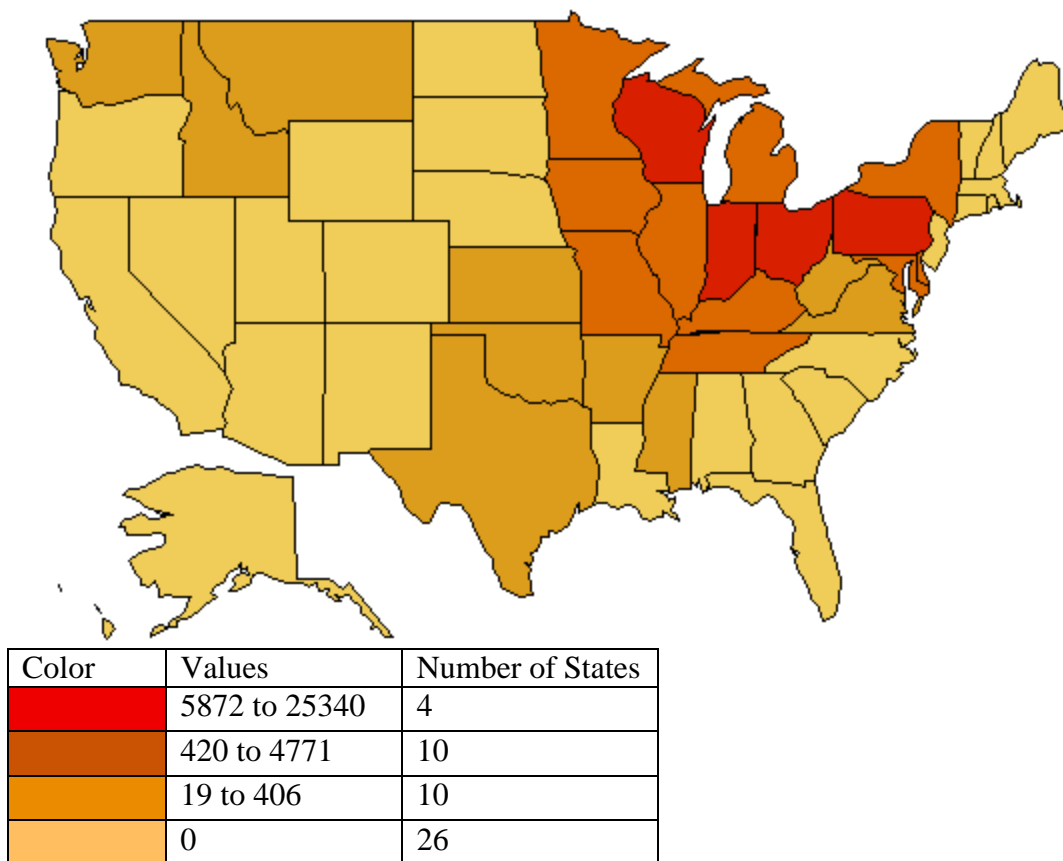 Color Values Number of States
5872 to 25340 4
420 to 4771 10
19 to 406 10
0 26